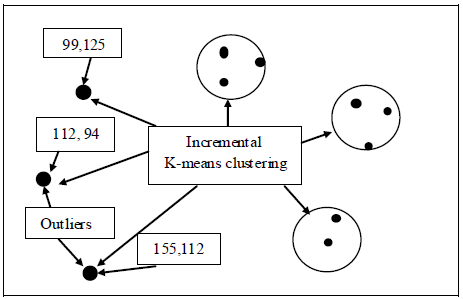 99,125
112, 94
Incremental
K-means clustering
Outliers
155,112